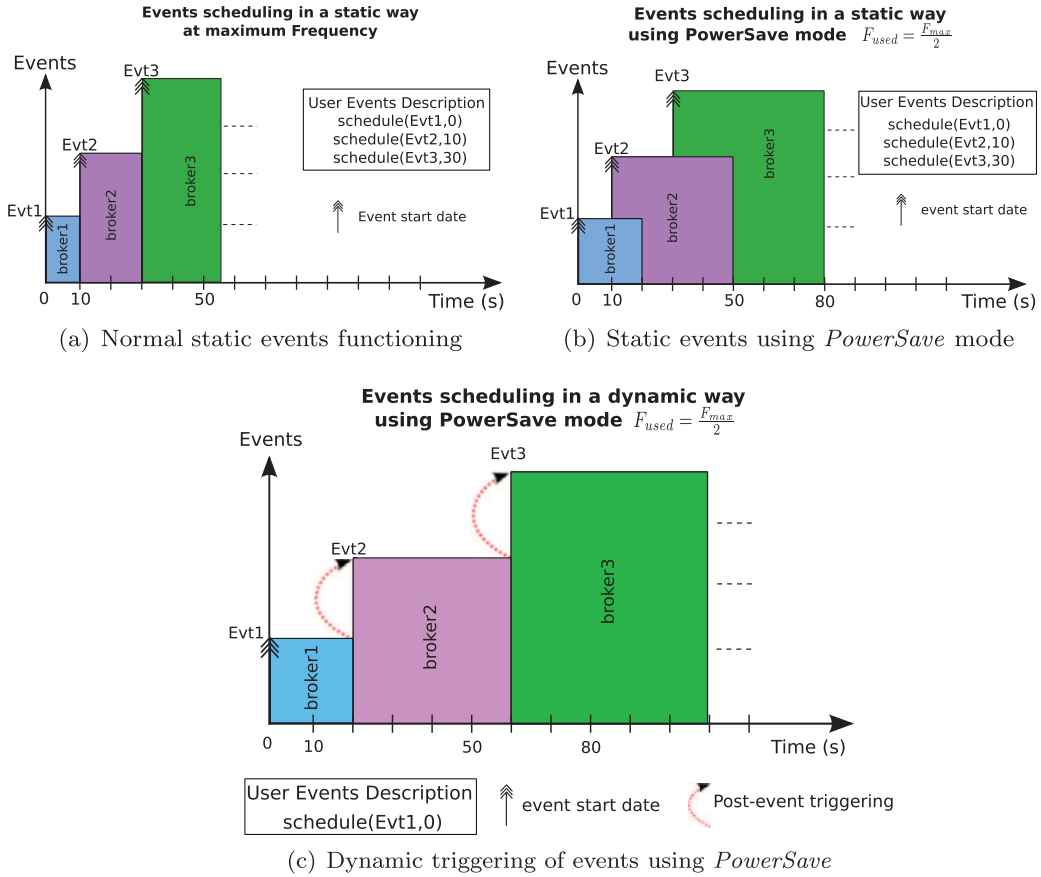 Events scheduling in a static way
at maximum Frequency
Events
Evt3
Evt2
Evt1
broker1
broker2
broker3
User Events Description
schedule(Evt1,0)
schedule(Evt2,10)
schedule(Evt3,30)
Event start date
0 10 50
Time (s)
(a) Normal static events functioning
Events scheduling in a static way
using PowerSave mode F_used = F_max/2
Events
Evt3
Evt2
Evt1
broker1
broker2
broker3
User Events Description
schedule(Evt1,0)
schedule(Evt2,10)
schedule(Evt3,30)
event start date
0 10 50 80
Time (s)
(b) Static events using PowerSave mode
Events scheduling in a dynamic way
using PowerSave mode F_used = F_max/2
Events
Evt3
Evt2
Evt1
broker1
broker2
broker3
0 10 50 80
Time (s)
User Events Description
schedule(Evt1,0)
event start date
Post-event triggering
(c) Dynamic triggering of events using PowerSave